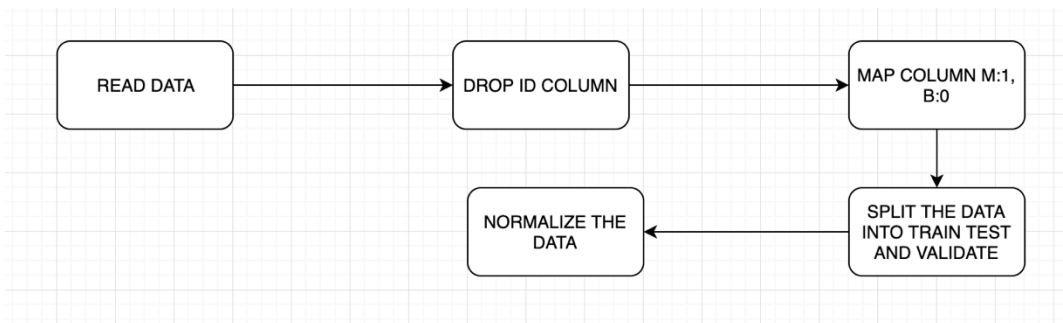 READ DATA
DROP ID COLUMN
MAP COLUMN M:1,
B:0
SPLIT THE DATA
INTO TRAIN TEST
AND VALIDATE
NORMALIZE THE
DATA